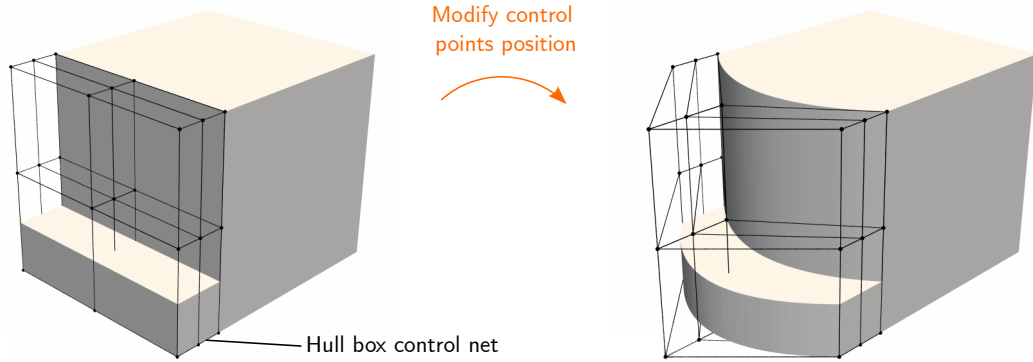 Modify control
points position
Hull box control net